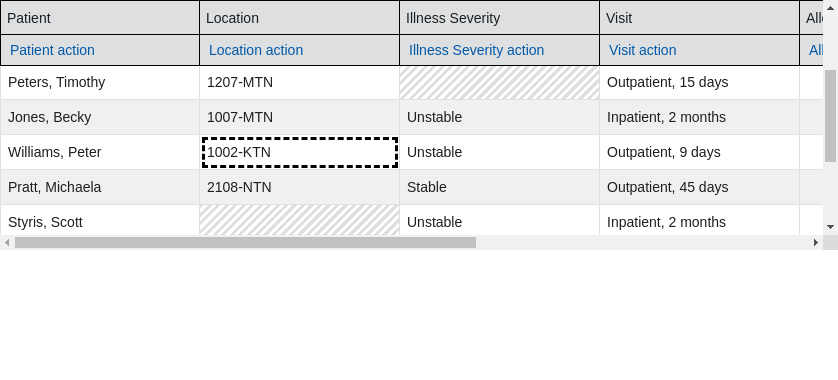 Patient Location Illness Severity Visit
Patient action Location action Illness Severity action Visit action
Peters, Timothy 1207-MTN Outpatient, 15 days
Jones, Becky 1007-MTN Unstable Inpatient, 2 months
Williams, Peter 1002-KTN Unstable Outpatient, 9 days
Pratt, Michaela 2108-NTN Stable Outpatient, 45 days
Styris, Scott Unstable Inpatient, 2 months